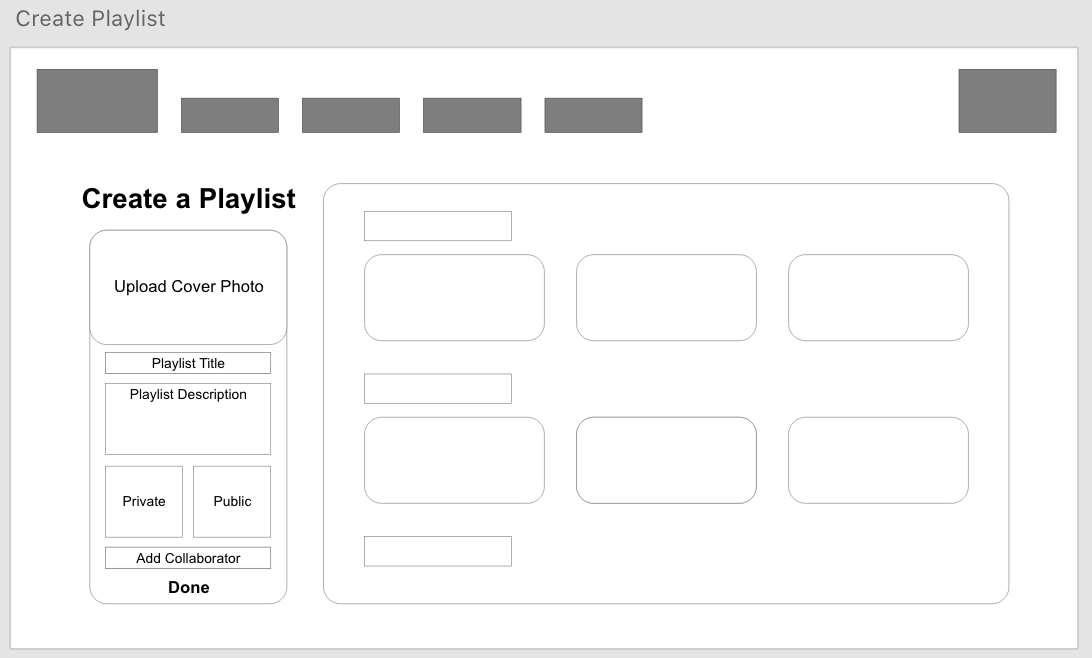 Create Playlist
Create a Playlist
Upload Cover Photo
Playlist Title
Playlist Description
Private
Public
Add Collaborator
Done